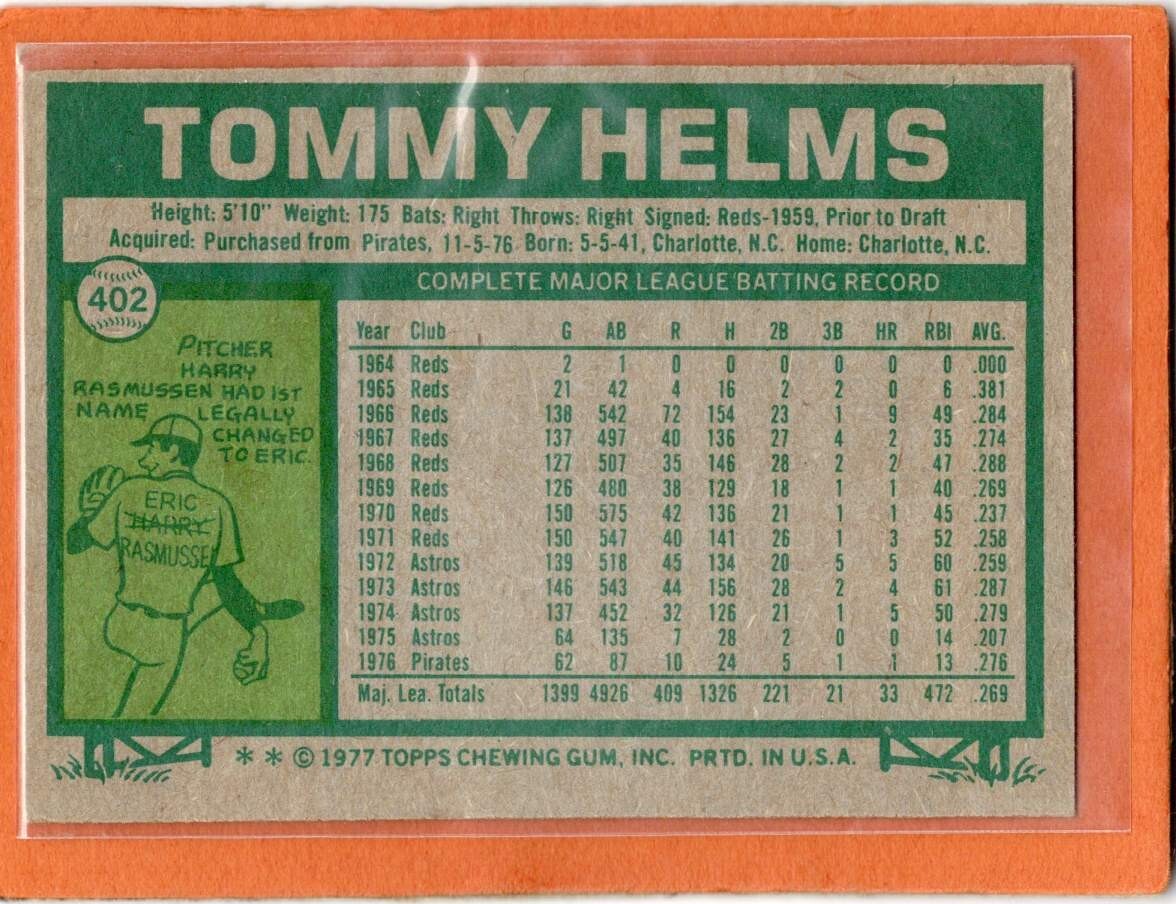 TOMMY HELMS
Height: 5'10" Weight: 175 Bats: Right Throws: Right Signed: Reds-1959, Prior to Draft
Acquired: Purchased from Pirates, 11-5-76 Born: 5-5-41, Charlotte, N.C. Home: Charlotte, N.C.
402
COMPLETE MAJOR LEAGUE BATTING RECORD
PITCHER
HARRY
RASMUSSEN HAD 1ST
NAME LEGALLY
CHANGED
TO ERIC.
ERIC
HARRY
RASMUSSE
Year Club G AB R H 2B 3B HR RBI AVG.
1964 Reds 2 1 0 0 0 0 0 0 .000
1965 Reds 21 42 4 16 2 2 0 6 .381
1966 Reds 138 542 72 154 23 1 9 49 .284
1967 Reds 137 497 40 136 27 4 2 35 .274
1968 Reds 127 507 35 146 28 2 2 47 .288
1969 Reds 126 480 38 129 18 1 1 40 .269
1970 Reds 150 575 42 136 21 1 1 45 .237
1971 Reds 150 547 40 141 26 1 3 52 .258
1972 Astros 139 518 45 134 20 5 5 60 .259
1973 Astros 146 543 44 156 28 2 4 61 .287
1974 Astros 137 452 32 126 21 1 5 50 .279
1975 Astros 64 135 7 28 2 0 0 14 .207
1976 Pirates 62 87 10 24 5 1 1 13 .276
Maj. Lea. Totals 1399 4926 409 1326 221 21 33 472 .269
* * © 1977 TOPPS CHEWING GUM, INC. PRTD. IN U.S.A.